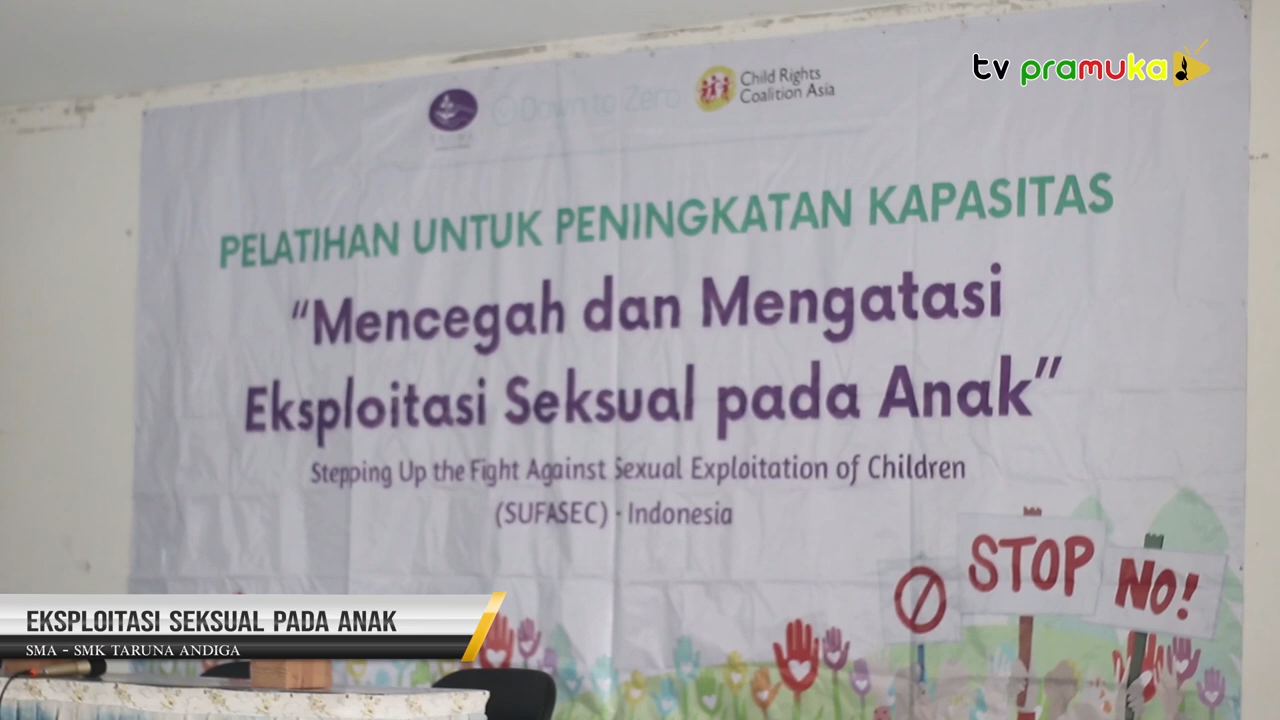 tv pramuka
Down to Zero
Child Rights
Coalition Asia
PELATIHAN UNTUK PENINGKATAN KAPASITAS
"Mencegah dan Mengatasi
Eksploitasi Seksual pada Anak"
Stepping Up the Fight Against Sexual Exploitation of Children
(SUFASEC) - Indonesia
STOP
NO!
EKSPLOITASI SEKSUAL PADA ANAK
SMA - SMK TARUNA ANDIGA